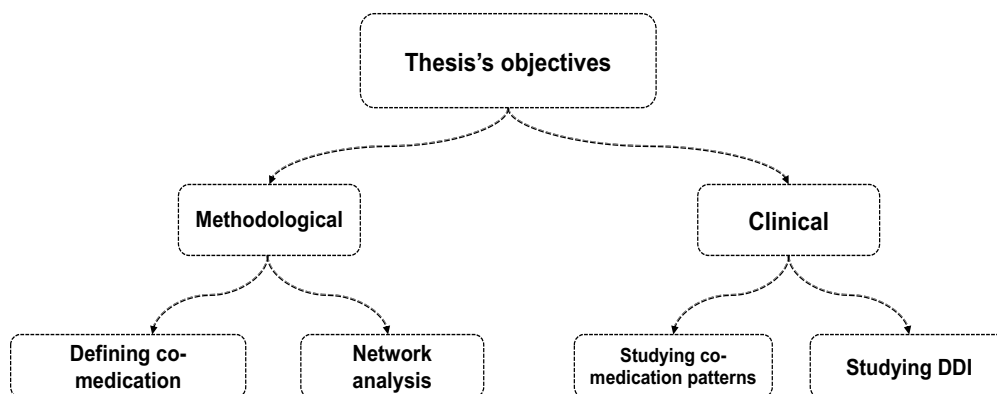 Thesis's objectives
Methodological
Clinical
Defining co-
medication
Network
analysis
Studying co-
medication patterns
Studying DDI